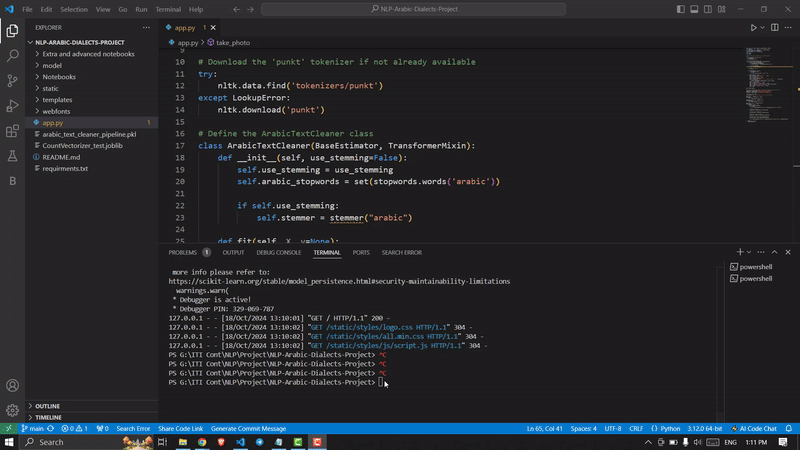 File Edit Selection View Go Run Terminal Help
NLP-Arabic-Dialects-Project
EXPLORER
NLP-ARABIC-DIALECTS-PROJECT
Extra and advanced notebooks
model
Notebooks
static
templates
webfonts
app.py 1
arabic_text_cleaner_pipeline.pkl
CountVectorizer_test.joblib
README.md
requirments.txt
OUTLINE
TIMELINE
app.py 1
app.py > take_photo
9
10 # Download the 'punkt' tokenizer if not already available
11 try:
12 nltk.data.find('tokenizers/punkt')
13 except LookupError:
14 nltk.download('punkt')
15
16 # Define the ArabicTextCleaner class
17 class ArabicTextCleaner(BaseEstimator, TransformerMixin):
18 def __init__(self, use_stemming=False):
19 self.use_stemming = use_stemming
20 self.arabic_stopwords = set(stopwords.words('arabic'))
21
22 if self.use_stemming:
23 self.stemmer = stemmer("arabic")
24
25 def fit(self, X, y=None):
PROBLEMS 1 OUTPUT DEBUG CONSOLE TERMINAL PORTS SEARCH ERROR
more info please refer to:
https://scikit-learn.org/stable/model_persistence.html#security-maintainability-limitations
warnings.warn(
* Debugger is active!
* Debugger PIN: 329-069-787
127.0.0.1 - - [18/Oct/2024 13:10:01] "GET / HTTP/1.1" 200 -
127.0.0.1 - - [18/Oct/2024 13:10:02] "GET /static/styles/logo.css HTTP/1.1" 304 -
127.0.0.1 - - [18/Oct/2024 13:10:02] "GET /static/styles/all.min.css HTTP/1.1" 304 -
127.0.0.1 - - [18/Oct/2024 13:10:02] "GET /static/styles/js/script.js HTTP/1.1" 304 -
PS G:\ITI Cont\NLP\Project\NLP-Arabic-Dialects-Project> ^C
PS G:\ITI Cont\NLP\Project\NLP-Arabic-Dialects-Project> ^C
PS G:\ITI Cont\NLP\Project\NLP-Arabic-Dialects-Project> ^C
PS G:\ITI Cont\NLP\Project\NLP-Arabic-Dialects-Project>
powershell
powershell
main 0 1 0 Search Error Share Code Link Generate Commit Message
Ln 65, Col 41 Spaces: 4 UTF-8 CRLF Python 3.12.0 64-bit AI Code Chat
Search
ENG 1:11 PM